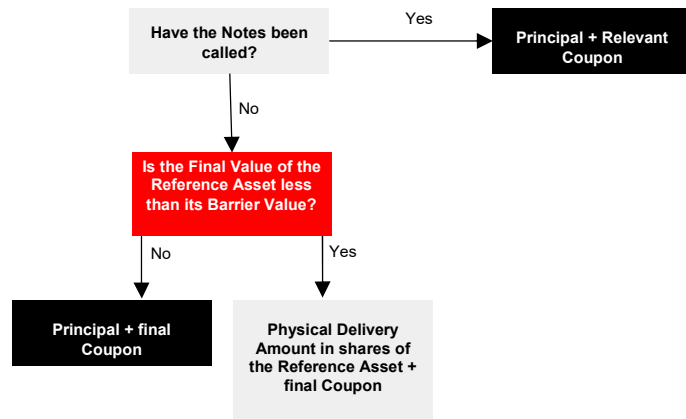 Have the Notes been
called?
Yes
Principal + Relevant
Coupon
No
Is the Final Value of the
Reference Asset less
than its Barrier Value?
No
Yes
Principal + final
Coupon
Physical Delivery
Amount in shares of
the Reference Asset +
final Coupon